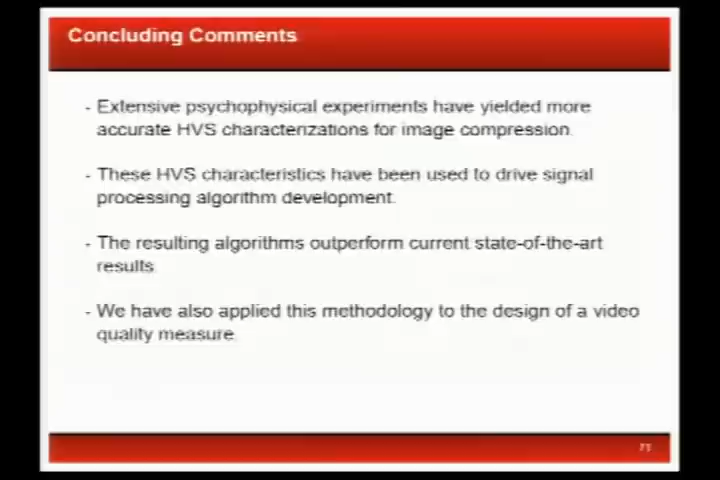 Concluding Comments
- Extensive psychophysical experiments have yielded more
accurate HVS characterizations for image compression.
- These HVS characteristics have been used to drive signal
processing algorithm development.
- The resulting algorithms outperform current state-of-the-art
results.
- We have also applied this methodology to the design of a video
quality measure.